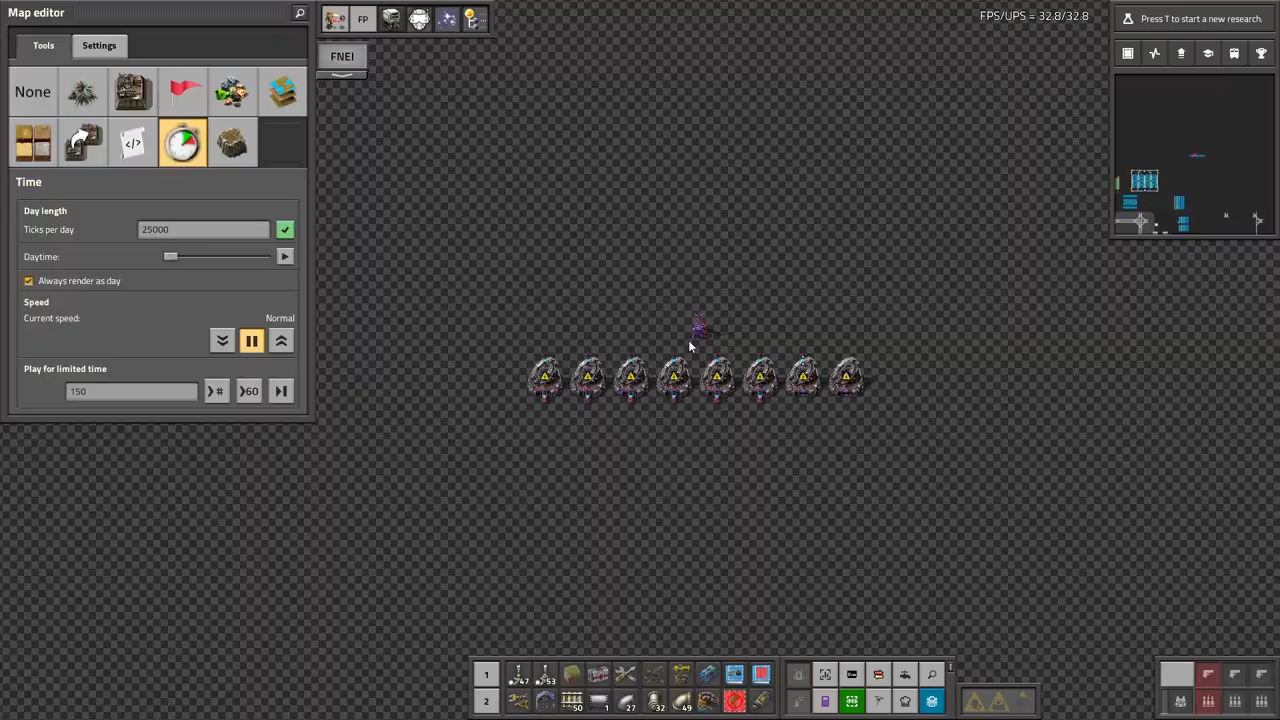 Map editor
FP
FPS/UPS = 32.8/32.8
Press T to start a new research.
Tools
Settings
FNEI
None
</>
Time
Day length
Ticks per day
25000
Daytime:
Always render as day
Speed
Current speed:
Normal
Play for limited time
150
#
60
1
47
53
2
50
1
27
32
49